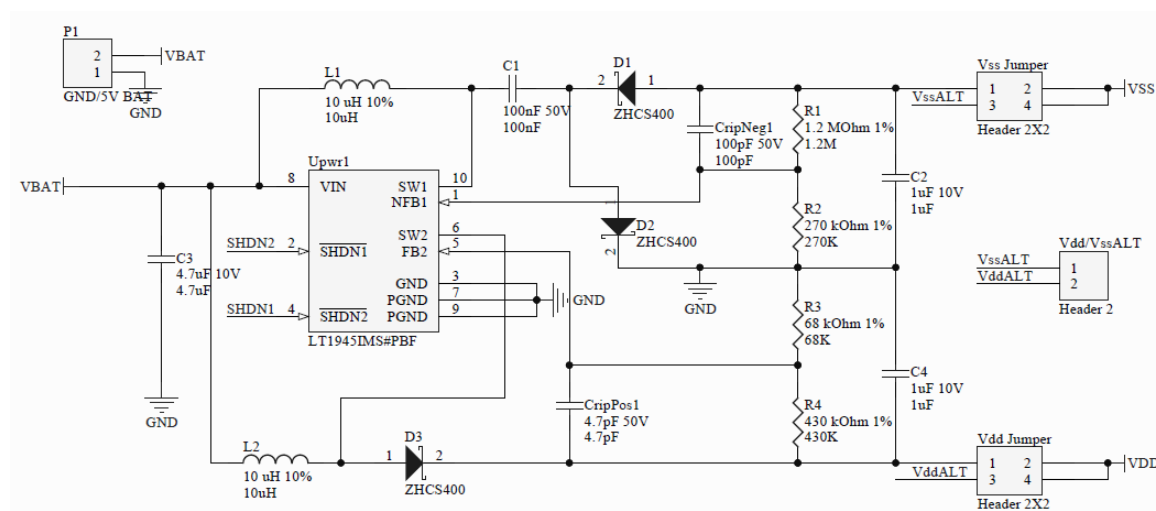 P1
2
VBAT
1
GND/5V BAT
GND
L1
10 uH 10%
10uH
C1
100nF 50V
100nF
D1
2
1
ZHCS400
CripNeg1
100pF 50V
100pF
R1
1.2 MOhm 1%
1.2M
Vss Jumper
1
2
3
4
VssALT
VSS
Header 2X2
VBAT
Upwr1
8
VIN
SW1
10
NFB1
1
SW2
6
SHDN2
2
SHDN1
FB2
5
GND
3
PGND
7
PGND
9
GND
SHDN1
4
SHDN2
LT1945IMS#PBF
C3
4.7uF 10V
4.7uF
GND
1
D2
ZHCS400
2
R2
270 kOhm 1%
270K
C2
1uF 10V
1uF
GND
Vdd/VssALT
VssALT
1
VddALT
2
Header 2
R3
68 kOhm 1%
68K
C4
1uF 10V
1uF
CripPos1
4.7pF 50V
4.7pF
R4
430 kOhm 1%
430K
L2
10 uH 10%
10uH
D3
1
2
ZHCS400
Vdd Jumper
1
2
3
4
VddALT
VDD
Header 2X2